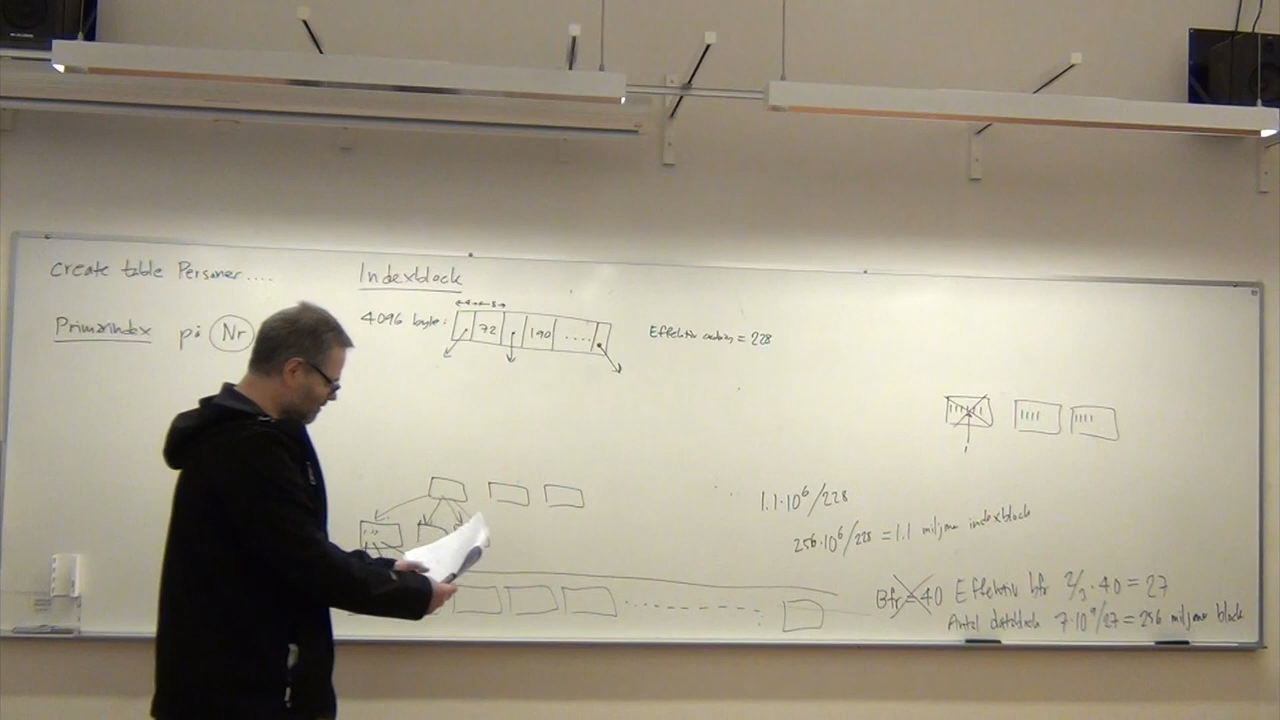 Create table Personer....
Primärindex på Nr
Indexblock
4096 byte:
72 190 .....
Effektiv ordning = 228
1.1·10⁶/228
256·10⁶/228 = 1.1 miljoner indexblock
Bfr=40 Effektiv bfr 2/3·40=27
Antal datablock 7·10⁹/27=256 miljoner block